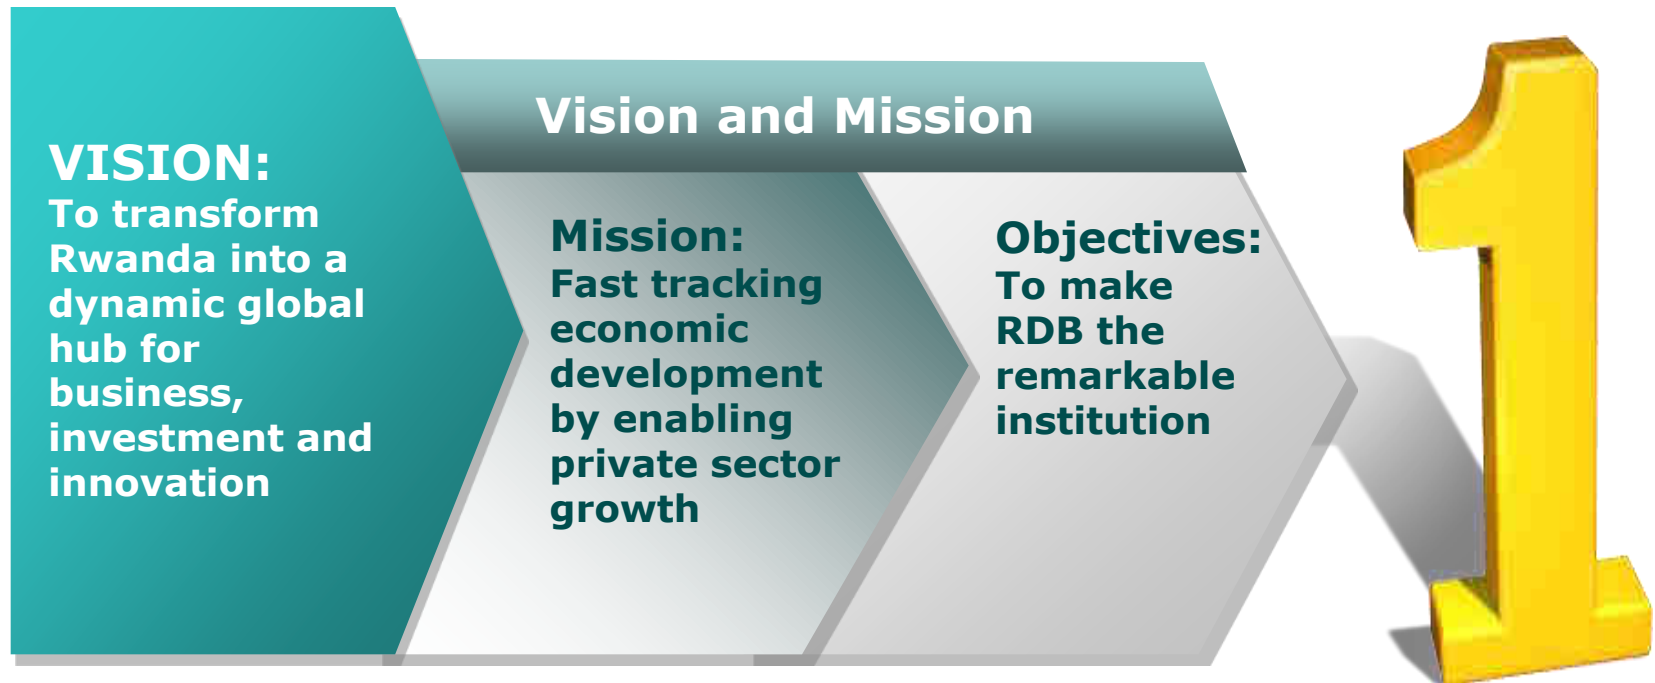 Vision and Mission
VISION:
To transform
Rwanda into a
dynamic global
hub for
business,
investment and
innovation
Mission:
Fast tracking
economic
development
by enabling
private sector
growth
Objectives:
To make
RDB the
remarkable
institution
1